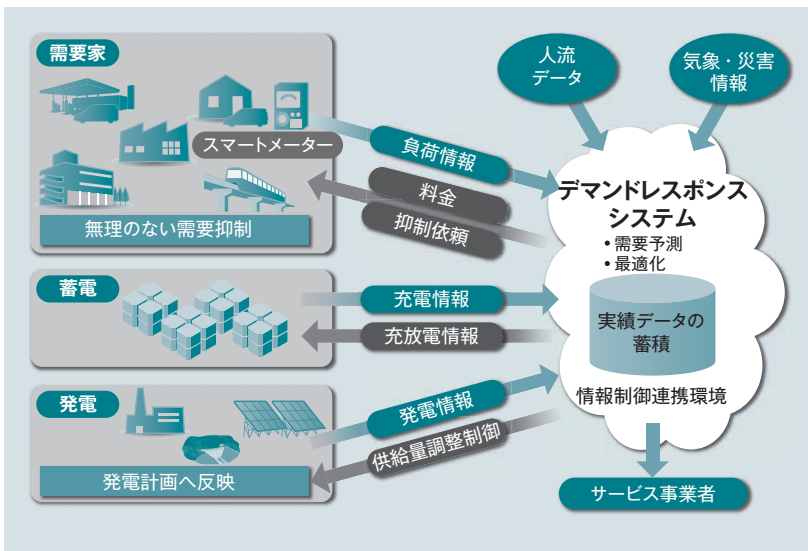 需要家
スマートメーター
無理のない需要抑制
負荷情報
料金
抑制依頼
人流
データ
気象・災害
情報
デマンドレスポンス
システム
•需要予測
•最適化
実績データの
蓄積
情報制御連携環境
蓄電
充電情報
充放電情報
発電
発電計画へ反映
発電情報
供給量調整制御
サービス事業者